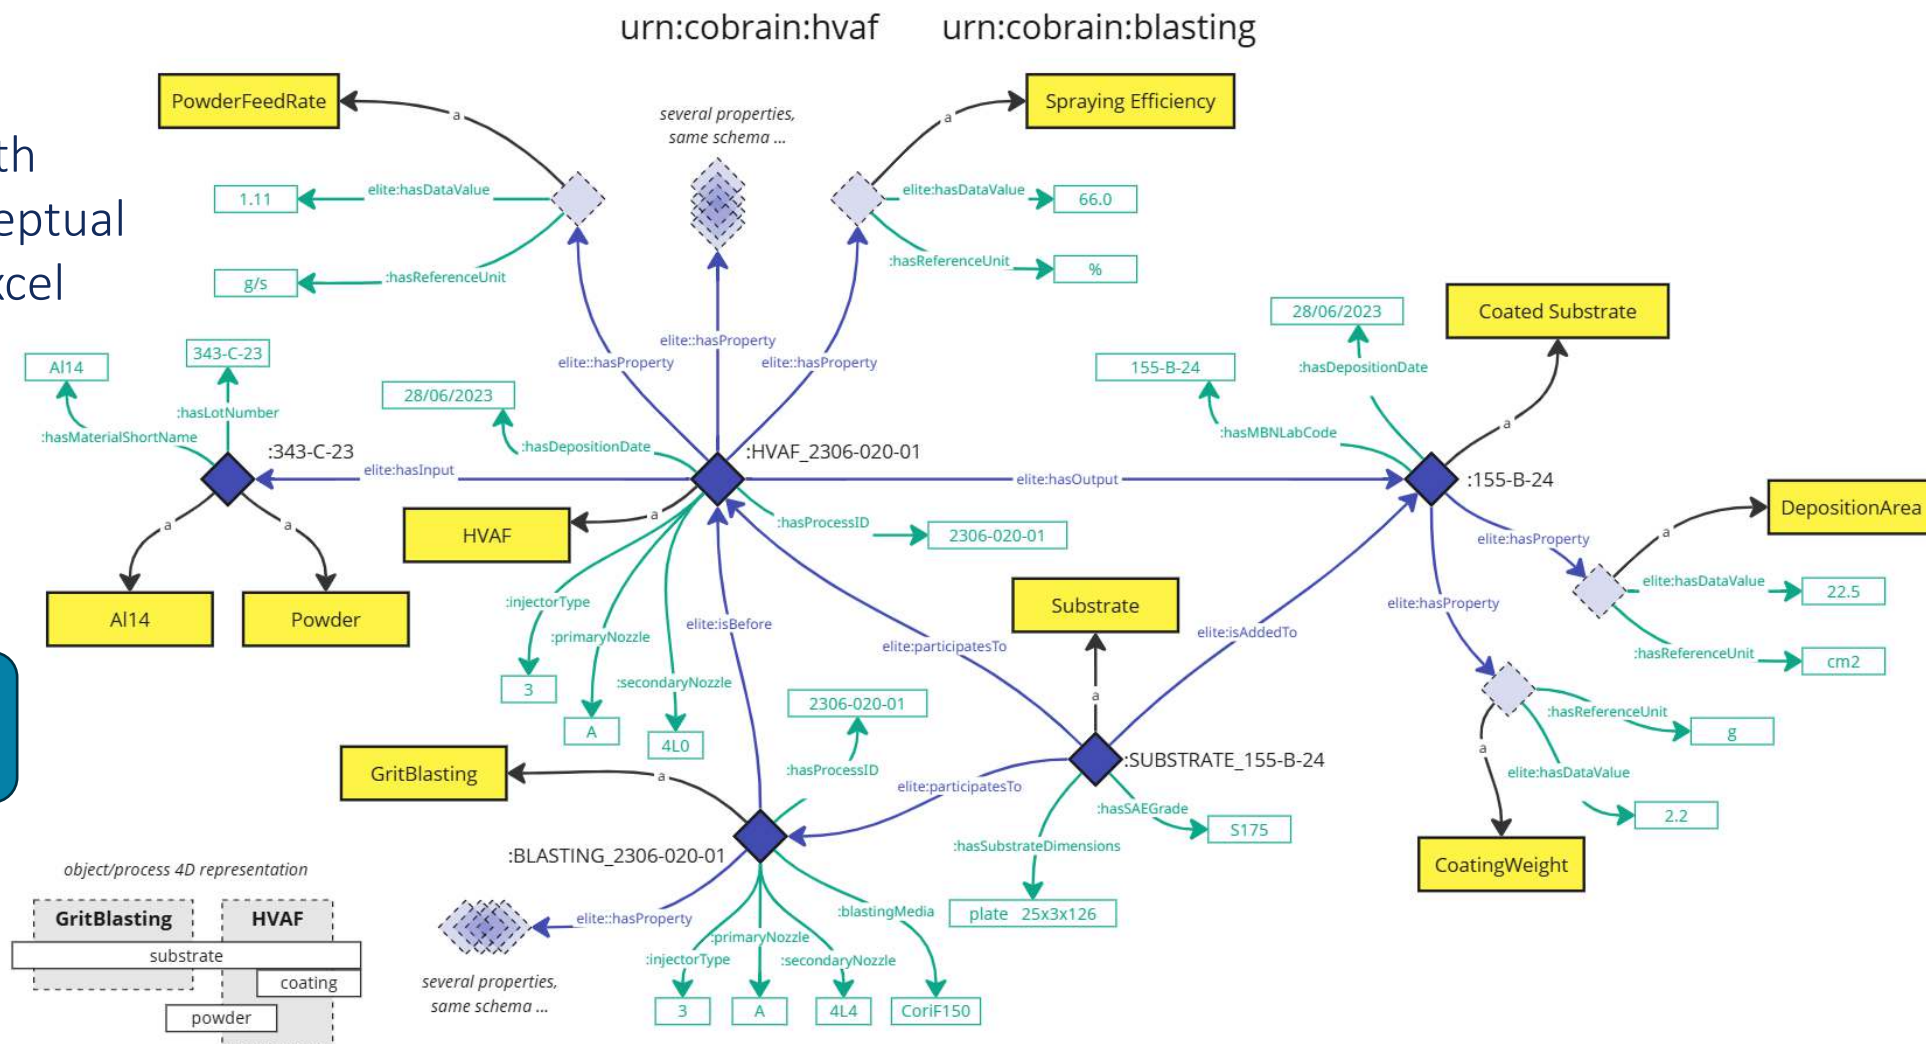 urn:cobrain:hvaf urn:cobrain:blasting
PowderFeedRate
a
several properties,
same schema ...
a
Spraying Efficiency
th
eptual
xcel
1.11
elite:hasDataValue
elite:hasDataValue
66.0
g/s
:hasReferenceUnit
:hasReferenceUnit
%
elite::hasProperty
elite::hasProperty
elite::hasProperty
28/06/2023
Coated Substrate
Al14
343-C-23
:hasLotNumber
:hasMaterialShortName
28/06/2023
:hasDepositionDate
155-B-24
:hasDepositionDate
:hasMBNLabCode
a
:343-C-23
elite:hasInput
:HVAF_2306-020-01
elite:hasOutput
:155-B-24
a
a
HVAF
a
:hasProcessID
2306-020-01
elite:hasProperty
a
DepositionArea
Al14
Powder
:injectorType
:primaryNozzle
:secondaryNozzle
3
A
4L0
elite:isBefore
elite:participatesTo
Substrate
a
elite:isAddedTo
elite:hasProperty
elite:hasDataValue
22.5
:hasReferenceUnit
cm2
:hasReferenceUnit
g
a
elite:hasDataValue
2.2
CoatingWeight
GritBlasting
a
2306-020-01
:hasProcessID
elite:participatesTo
:SUBSTRATE_155-B-24
:hasSAEGrade
S175
:hasSubstrateDimensions
plate 25x3x126
:BLASTING_2306-020-01
elite::hasProperty
several properties,
same schema ...
:blastingMedia
:primaryNozzle
:injectorType
:secondaryNozzle
3
A
4L4
CoriF150
object/process 4D representation
GritBlasting
HVAF
substrate
coating
powder